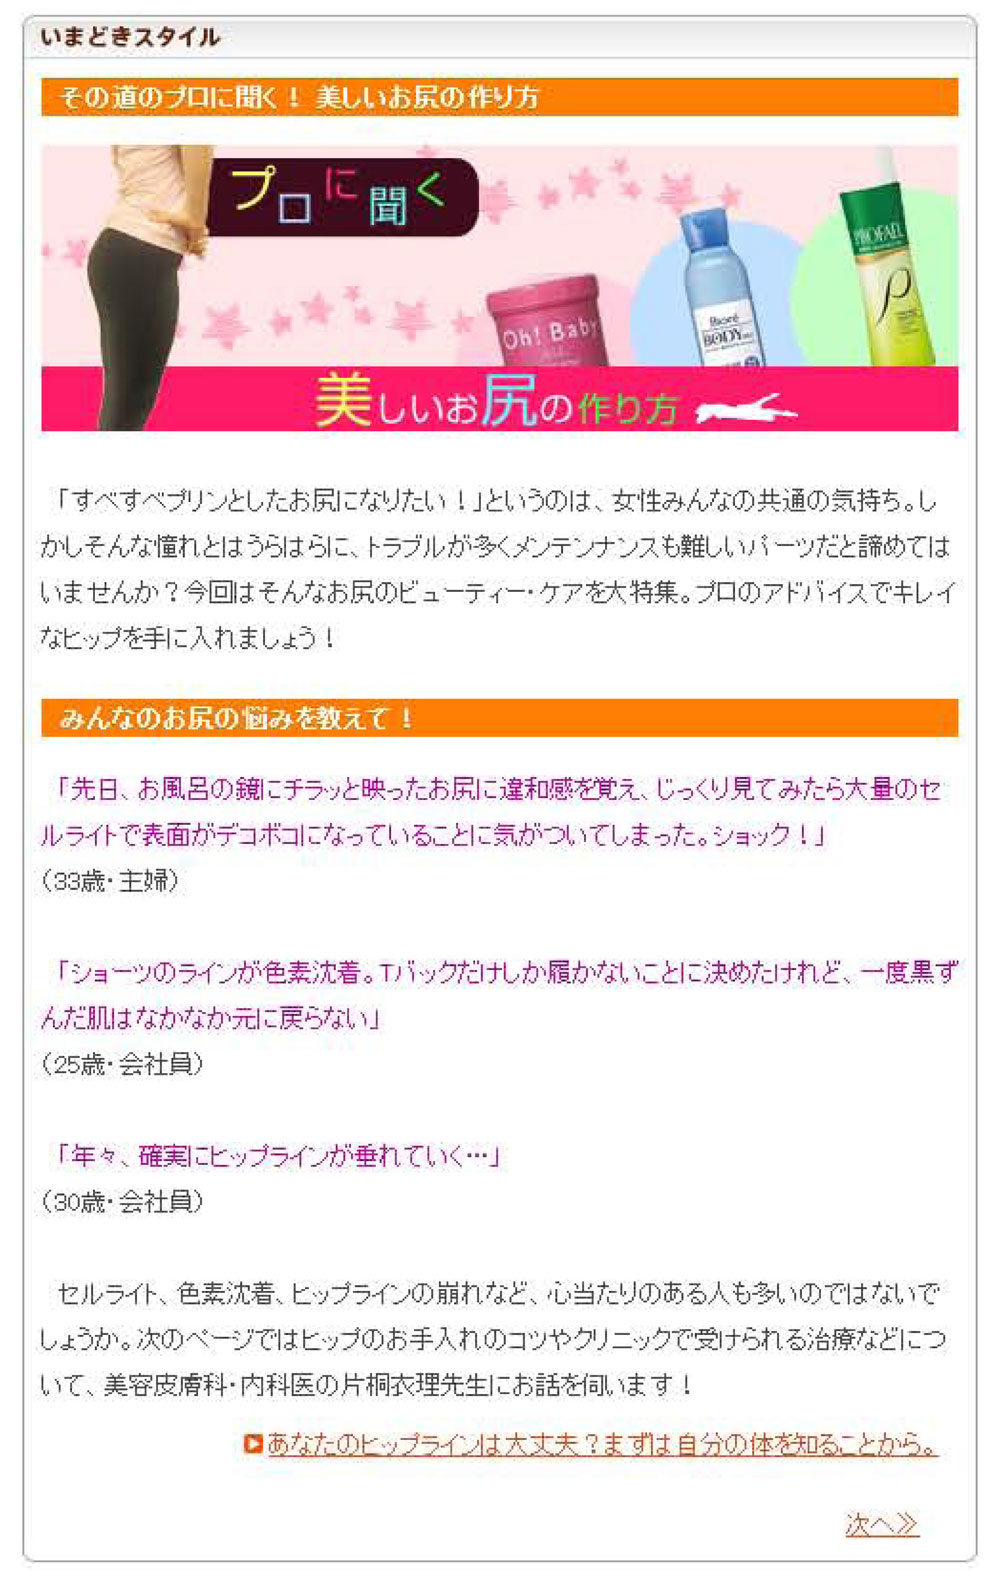 いまどきスタイル
その道のプロに聞く！ 美しいお尻の作り方
プロに聞く
PROFAEL
P
Oh! Baby
Bioré
BODY
美しいお尻の作り方
「すべすべプリンとしたお尻になりたい！」というのは、女性みんなの共通の気持ち。し
かしそんな憧れとはうらはらに、トラブルが多くメンテンナンスも難しいパーツだと諦めては
いませんか？今回はそんなお尻のビューティー・ケアを大特集。プロのアドバイスでキレイ
なヒップを手に入れましょう！
みんなのお尻の悩みを教えて！
「先日、お風呂の鏡にチラッと映ったお尻に違和感を覚え、じっくり見てみたら大量のセ
ルライトで表面がデコボコになっていることに気がついてしまった。ショック！」
（33歳・主婦）
「ショーツのラインが色素沈着。Tバックだけしか履かないことに決めたけれど、一度黒ず
んだ肌はなかなか元に戻らない」
（25歳・会社員）
「年々、確実にヒップラインが垂れていく…」
（30歳・会社員）
セルライト、色素沈着、ヒップラインの崩れなど、心当たりのある人も多いのではないで
しょうか。次のページではヒップのお手入れのコツやクリニックで受けられる治療などにつ
いて、美容皮膚科・内科医の片桐衣理先生にお話を伺います！
あなたのヒップラインは大丈夫？まずは自分の体を知ることから。
次へ≫